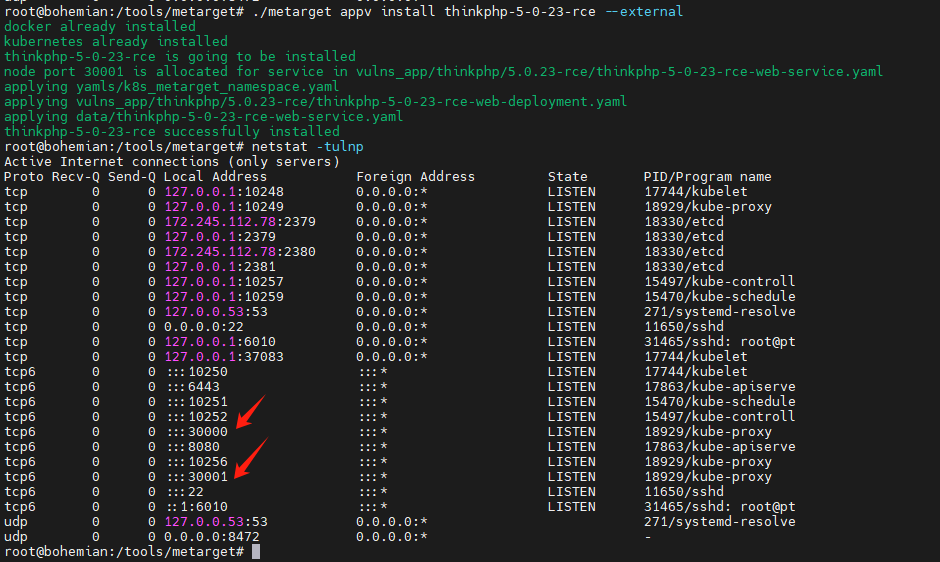 root@bohemian:/tools/metarget# ./metarget appv install thinkphp-5-0-23-rce --external
docker already installed
kubernetes already installed
thinkphp-5-0-23-rce is going to be installed
node port 30001 is allocated for service in vulns_app/thinkphp/5.0.23-rce/thinkphp-5-0-23-rce-web-service.yaml
applying yamls/k8s_metarget_namespace.yaml
applying vulns_app/thinkphp/5.0.23-rce/thinkphp-5-0-23-rce-web-deployment.yaml
applying data/thinkphp-5-0-23-rce-web-service.yaml
thinkphp-5-0-23-rce successfully installed
root@bohemian:/tools/metarget# netstat -tulnp
Active Internet connections (only servers)
Proto Recv-Q Send-Q Local Address Foreign Address State PID/Program name
tcp 0 0 127.0.0.1:10248 0.0.0.0:* LISTEN 17744/kubelet
tcp 0 0 127.0.0.1:10249 0.0.0.0:* LISTEN 18929/kube-proxy
tcp 0 0 172.245.112.78:2379 0.0.0.0:* LISTEN 18330/etcd
tcp 0 0 127.0.0.1:2379 0.0.0.0:* LISTEN 18330/etcd
tcp 0 0 172.245.112.78:2380 0.0.0.0:* LISTEN 18330/etcd
tcp 0 0 127.0.0.1:2381 0.0.0.0:* LISTEN 18330/etcd
tcp 0 0 127.0.0.1:10257 0.0.0.0:* LISTEN 15497/kube-controll
tcp 0 0 127.0.0.1:10259 0.0.0.0:* LISTEN 15470/kube-schedule
tcp 0 0 127.0.0.53:53 0.0.0.0:* LISTEN 271/systemd-resolve
tcp 0 0 0.0.0.0:22 0.0.0.0:* LISTEN 11650/sshd
tcp 0 0 127.0.0.1:6010 0.0.0.0:* LISTEN 31465/sshd: root@pt
tcp 0 0 127.0.0.1:37083 0.0.0.0:* LISTEN 17744/kubelet
tcp6 0 0 :::10250 :::* LISTEN 17744/kubelet
tcp6 0 0 :::6443 :::* LISTEN 17863/kube-apiserve
tcp6 0 0 :::10251 :::* LISTEN 15470/kube-schedule
tcp6 0 0 :::10252 :::* LISTEN 15497/kube-controll
tcp6 0 0 :::30000 :::* LISTEN 18929/kube-proxy
tcp6 0 0 :::8080 :::* LISTEN 17863/kube-apiserve
tcp6 0 0 :::10256 :::* LISTEN 18929/kube-proxy
tcp6 0 0 :::30001 :::* LISTEN 18929/kube-proxy
tcp6 0 0 :::22 :::* LISTEN 11650/sshd
tcp6 0 0 ::1:6010 :::* LISTEN 31465/sshd: root@pt
udp 0 0 127.0.0.53:53 0.0.0.0:* 271/systemd-resolve
udp 0 0 0.0.0.0:8472 0.0.0.0:* -
root@bohemian:/tools/metarget#